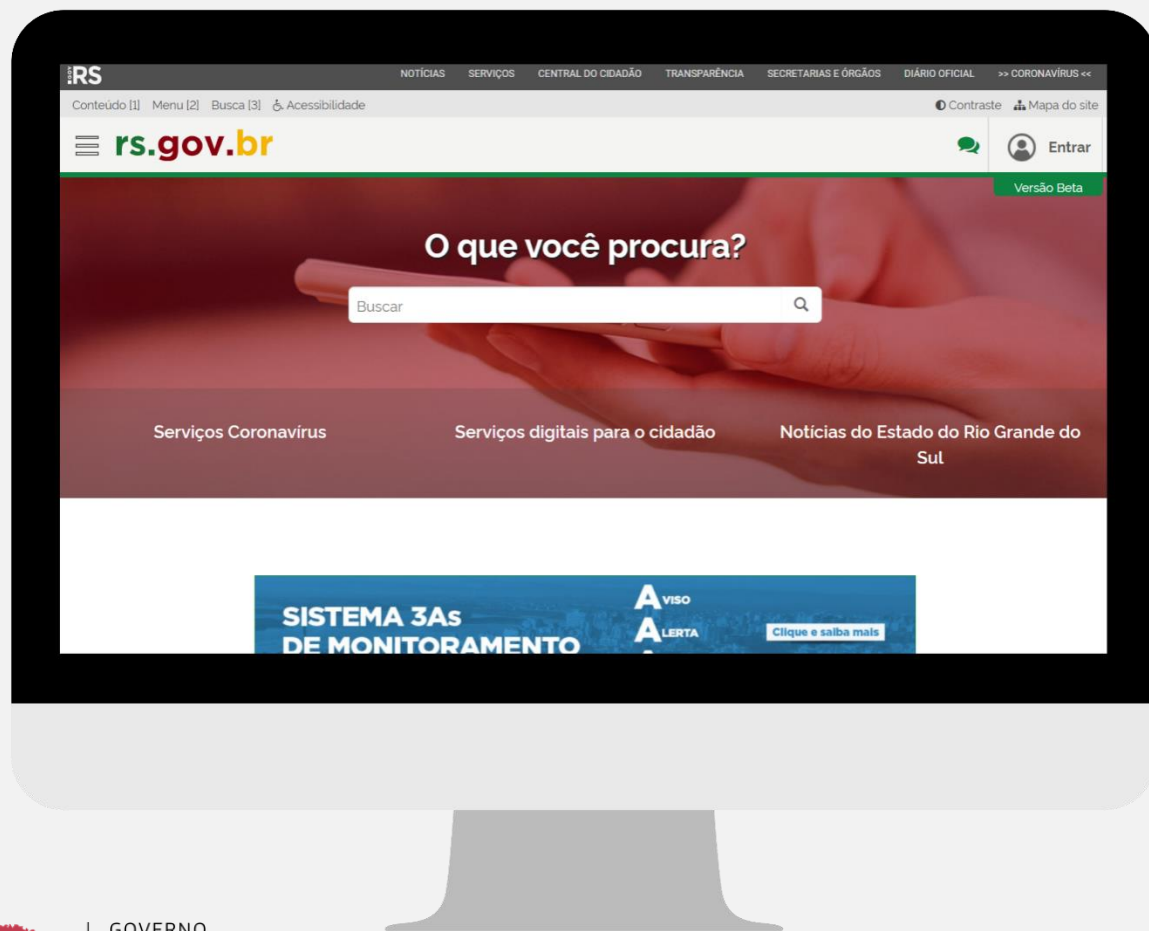 GOV RS
NOTÍCIAS SERVIÇOS CENTRAL DO CIDADÃO TRANSPARÊNCIA SECRETARIAS E ÓRGÃOS DIÁRIO OFICIAL >> CORONAVÍRUS <<
Conteúdo [1] Menu [2] Busca [3] Acessibilidade Contraste Mapa do site
rs.gov.br Entrar
Versão Beta
O que você procura?
Buscar
Serviços Coronavírus Serviços digitais para o cidadão Notícias do Estado do Rio Grande do
Sul
SISTEMA 3As
DE MONITORAMENTO
AVISO
ALERTA
Clique e saiba mais
GOVERNO